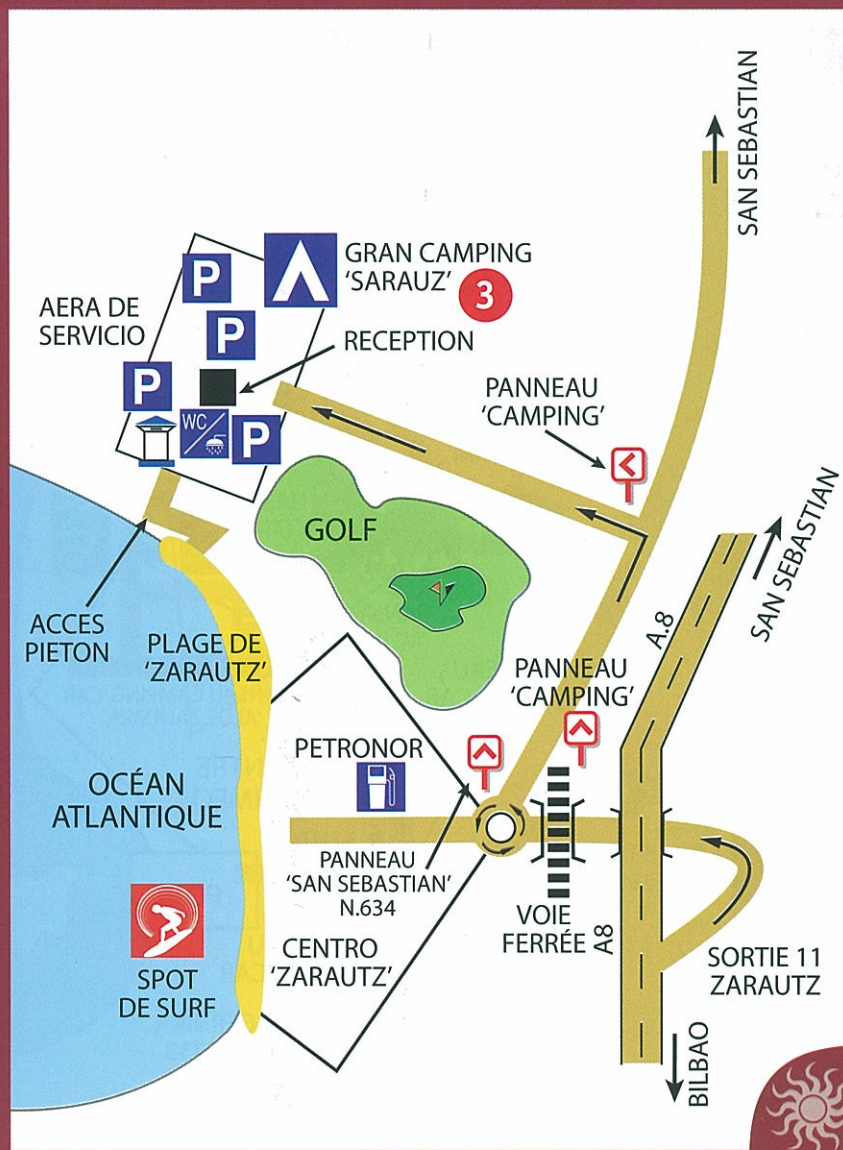 SAN SEBASTIAN
GRAN CAMPING
'SARAUZ'
3
P
AERA DE
SERVICIO
P
RECEPTION
P
WC
P
PANNEAU
'CAMPING'
GOLF
SAN SEBASTIAN
A.8
ACCES
PIETON
PLAGE DE
'ZARAUTZ'
PANNEAU
'CAMPING'
PETRONOR
OCÉAN
ATLANTIQUE
PANNEAU
'SAN SEBASTIAN'
N.634
VOIE
FERRÉE
A8
CENTRO
'ZARAUTZ'
SORTIE 11
ZARAUTZ
SPOT
DE SURF
BILBAO